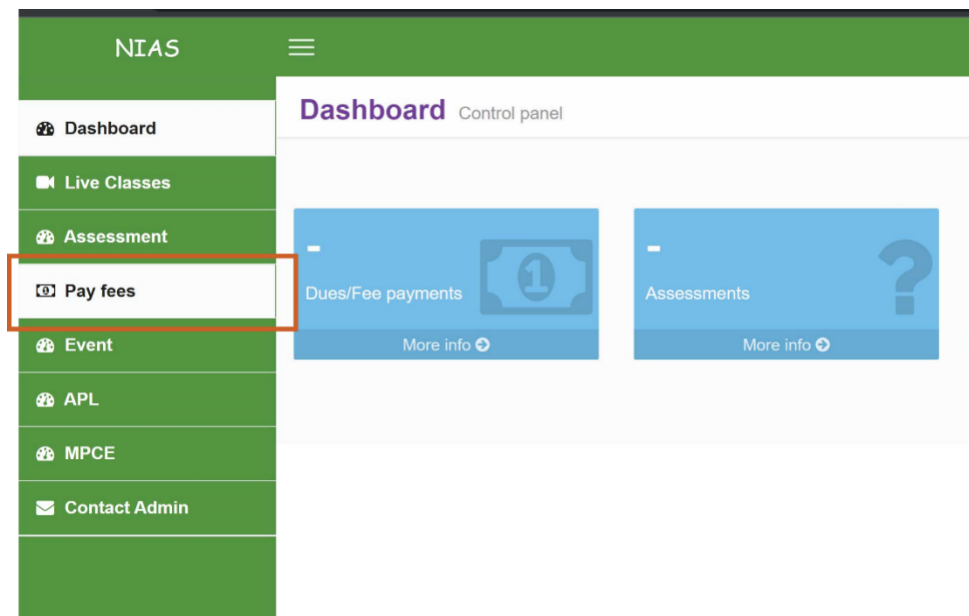 NIAS
Dashboard
Live Classes
Assessment
Pay fees
Event
APL
MPCE
Contact Admin
Dashboard Control panel
-
Dues/Fee payments
1
More info
-
Assessments
?
More info